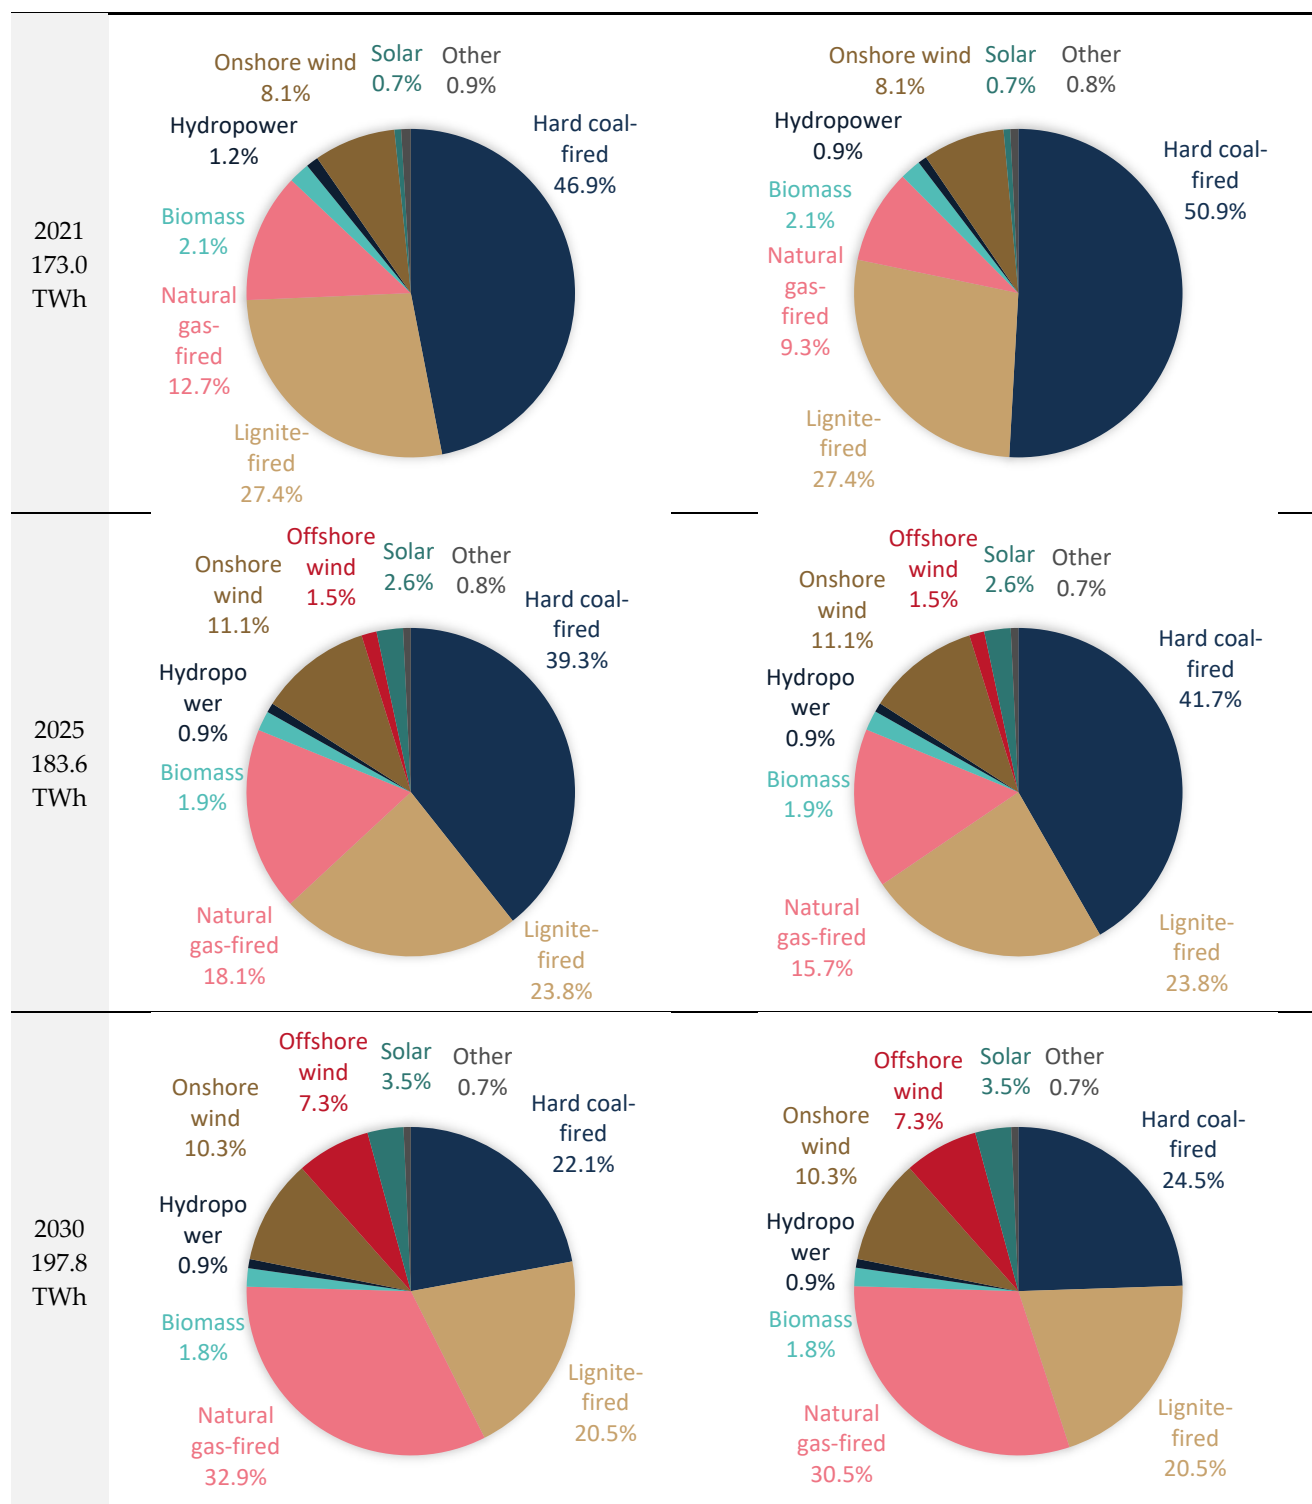 2021
173.0
TWh
Onshore wind
8.1%
Solar
0.7%
Other
0.9%
Hydropower
1.2%
Hard coal-
fired
46.9%
Biomass
2.1%
Natural
gas-
fired
12.7%
Lignite-
fired
27.4%
Onshore wind
8.1%
Solar
0.7%
Other
0.8%
Hydropower
0.9%
Hard coal-
fired
50.9%
Biomass
2.1%
Natural
gas-
fired
9.3%
Lignite-
fired
27.4%
2025
183.6
TWh
Onshore
wind
11.1%
Offshore
wind
1.5%
Solar
2.6%
Other
0.8%
Hard coal-
fired
39.3%
Hydropo
wer
0.9%
Biomass
1.9%
Natural
gas-fired
18.1%
Lignite-
fired
23.8%
Onshore
wind
11.1%
Offshore
wind
1.5%
Solar
2.6%
Other
0.7%
Hard coal-
fired
41.7%
Hydropo
wer
0.9%
Biomass
1.9%
Natural
gas-fired
15.7%
Lignite-
fired
23.8%
2030
197.8
TWh
Onshore
wind
10.3%
Offshore
wind
7.3%
Solar
3.5%
Other
0.7%
Hard coal-
fired
22.1%
Hydropo
wer
0.9%
Biomass
1.8%
Natural
gas-fired
32.9%
Lignite-
fired
20.5%
Onshore
wind
10.3%
Offshore
wind
7.3%
Solar
3.5%
Other
0.7%
Hard coal-
fired
24.5%
Hydropo
wer
0.9%
Biomass
1.8%
Natural
gas-fired
30.5%
Lignite-
fired
20.5%